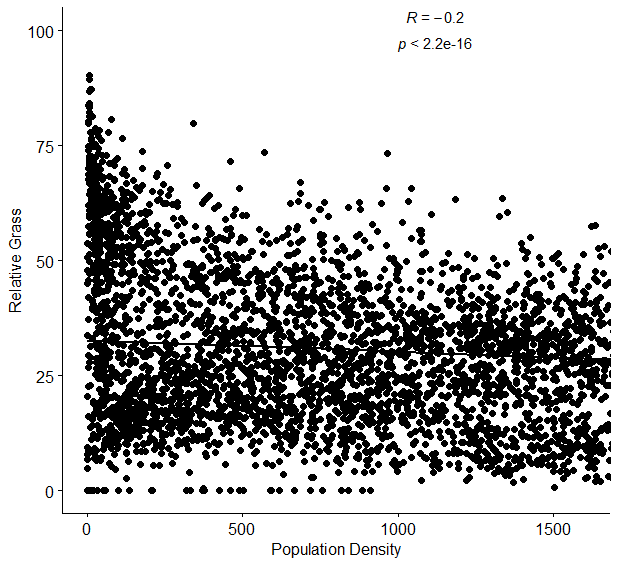 R = −0.2
p < 2.2e-16
100
75
50
25
0
Relative Grass
0 500 1000 1500
Population Density